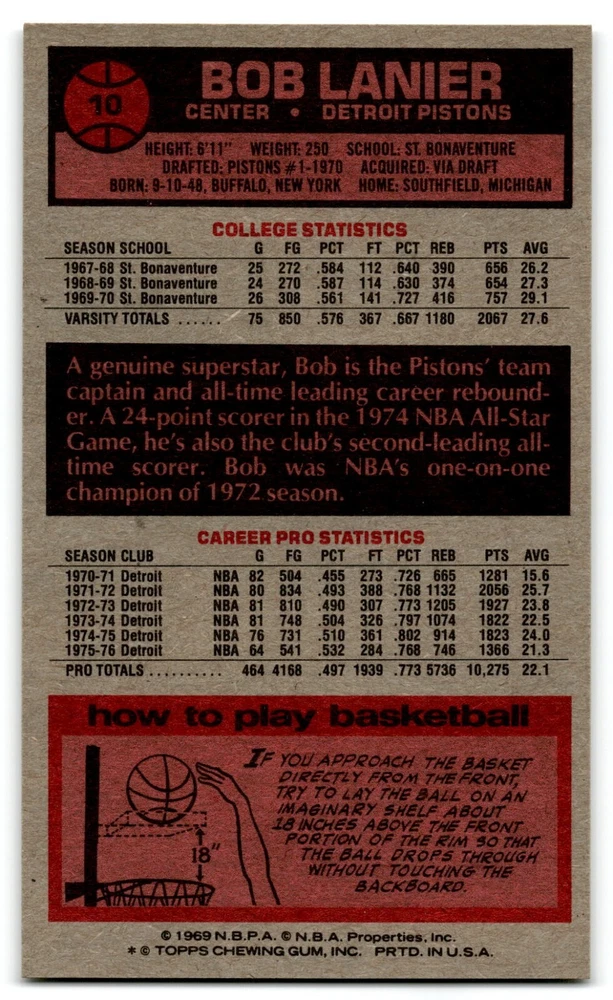 10
BOB LANIER
CENTER • DETROIT PISTONS
HEIGHT: 6'11" WEIGHT: 250 SCHOOL: ST. BONAVENTURE
DRAFTED: PISTONS #1-1970 ACQUIRED: VIA DRAFT
BORN: 9-10-48, BUFFALO, NEW YORK HOME: SOUTHFIELD, MICHIGAN
COLLEGE STATISTICS
SEASON SCHOOL G FG PCT FT PCT REB PTS AVG
1967-68 St. Bonaventure 25 272 .584 112 .640 390 656 26.2
1968-69 St. Bonaventure 24 270 .587 114 .630 374 654 27.3
1969-70 St. Bonaventure 26 308 .561 141 .727 416 757 29.1
VARSITY TOTALS ...... 75 850 .576 367 .667 1180 2067 27.6
A genuine superstar, Bob is the Pistons' team
captain and all-time leading career rebound-
er. A 24-point scorer in the 1974 NBA All-Star
Game, he's also the club's second-leading all-
time scorer. Bob was NBA's one-on-one
champion of 1972 season.
CAREER PRO STATISTICS
SEASON CLUB G FG PCT FT PCT REB PTS AVG
1970-71 Detroit NBA 82 504 .455 273 .726 665 1281 15.6
1971-72 Detroit NBA 80 834 .493 388 .768 1132 2056 25.7
1972-73 Detroit NBA 81 810 .490 307 .773 1205 1927 23.8
1973-74 Detroit NBA 81 748 .504 326 .797 1074 1822 22.5
1974-75 Detroit NBA 76 731 .510 361 .802 914 1823 24.0
1975-76 Detroit NBA 64 541 .532 284 .768 746 1366 21.3
PRO TOTALS .......... 464 4168 .497 1939 .773 5736 10,275 22.1
how to play basketball
IF YOU APPROACH THE BASKET
DIRECTLY FROM THE FRONT,
TRY TO LAY THE BALL ON AN
IMAGINARY SHELF ABOUT
18 INCHES ABOVE THE FRONT
PORTION OF THE RIM SO THAT
THE BALL DROPS THROUGH
WITHOUT TOUCHING THE
BACKBOARD.
18"
© 1969 N.B.P.A. © N.B.A. Properties, Inc.
* © TOPPS CHEWING GUM, INC. PRTD. IN U.S.A.